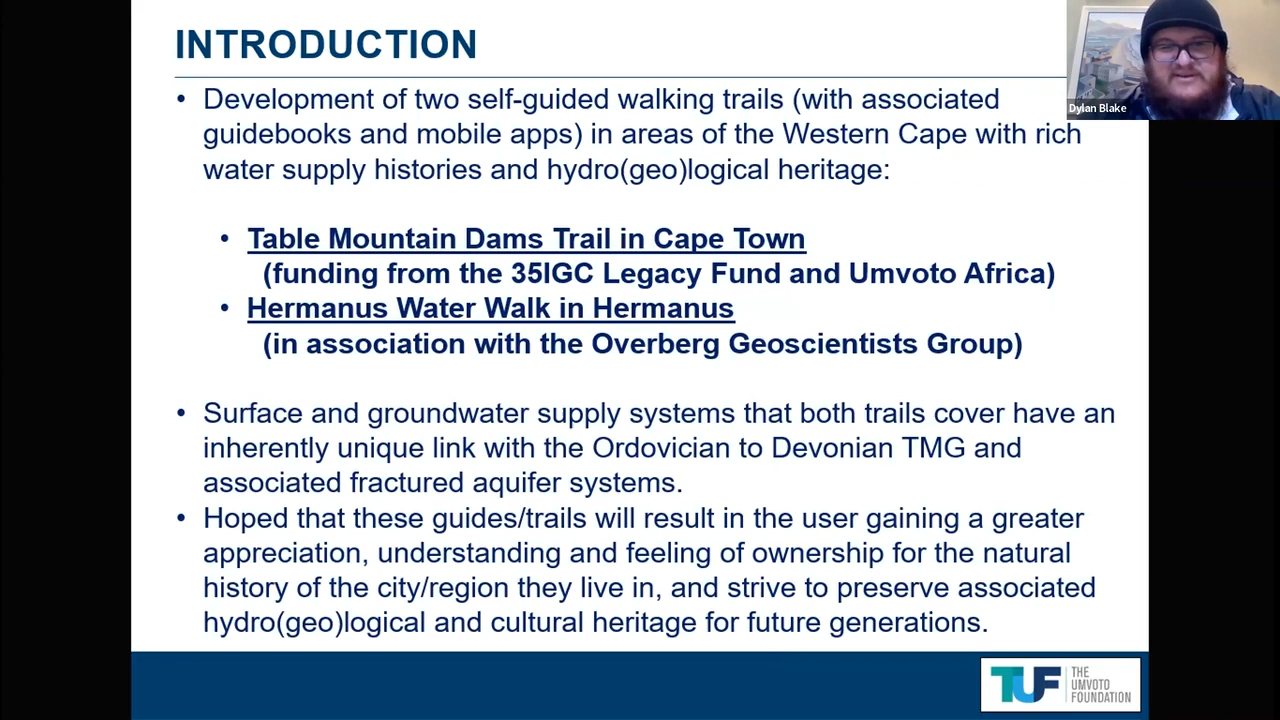 INTRODUCTION
• Development of two self-guided walking trails (with associated
guidebooks and mobile apps) in areas of the Western Cape with rich
water supply histories and hydro(geo)logical heritage:
• Table Mountain Dams Trail in Cape Town
(funding from the 35IGC Legacy Fund and Umvoto Africa)
• Hermanus Water Walk in Hermanus
(in association with the Overberg Geoscientists Group)
• Surface and groundwater supply systems that both trails cover have an
inherently unique link with the Ordovician to Devonian TMG and
associated fractured aquifer systems.
• Hoped that these guides/trails will result in the user gaining a greater
appreciation, understanding and feeling of ownership for the natural
history of the city/region they live in, and strive to preserve associated
hydro(geo)logical and cultural heritage for future generations.
Dylan Blake
TUF
THE
UMVOTO
FOUNDATION